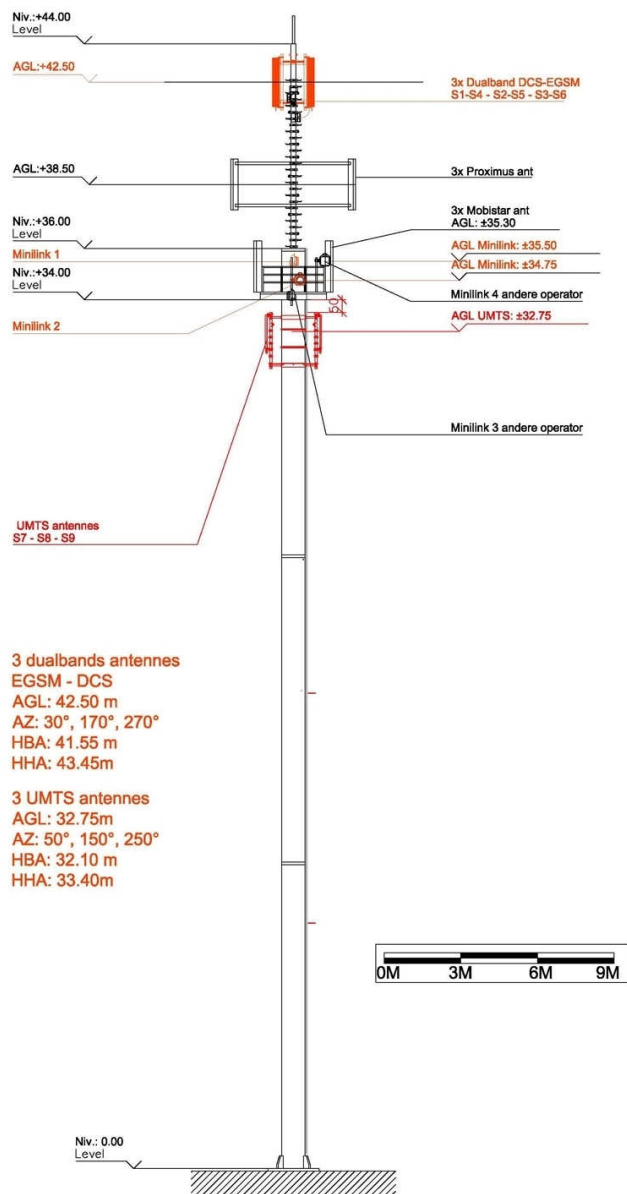 Niv.:+44.00
Level
AGL:+42.50
3x Dualband DCS-EGSM
S1-S4 - S2-S5 - S3-S6
AGL:+38.50
3x Proximus ant
3x Mobistar ant
AGL: ±35.30
Niv.:+36.00
Level
AGL Minilink: ±35.50
Minilink 1
AGL Minilink: ±34.75
Niv.:+34.00
Level
Minilink 4 andere operator
50
AGL UMTS: ±32.75
Minilink 2
Minilink 3 andere operator
UMTS antennes
S7 - S8 - S9
3 dualbands antennes
EGSM - DCS
AGL: 42.50 m
AZ: 30°, 170°, 270°
HBA: 41.55 m
HHA: 43.45m
3 UMTS antennes
AGL: 32.75m
AZ: 50°, 150°, 250°
HBA: 32.10 m
HHA: 33.40m
0M 3M 6M 9M
Niv.: 0.00
Level